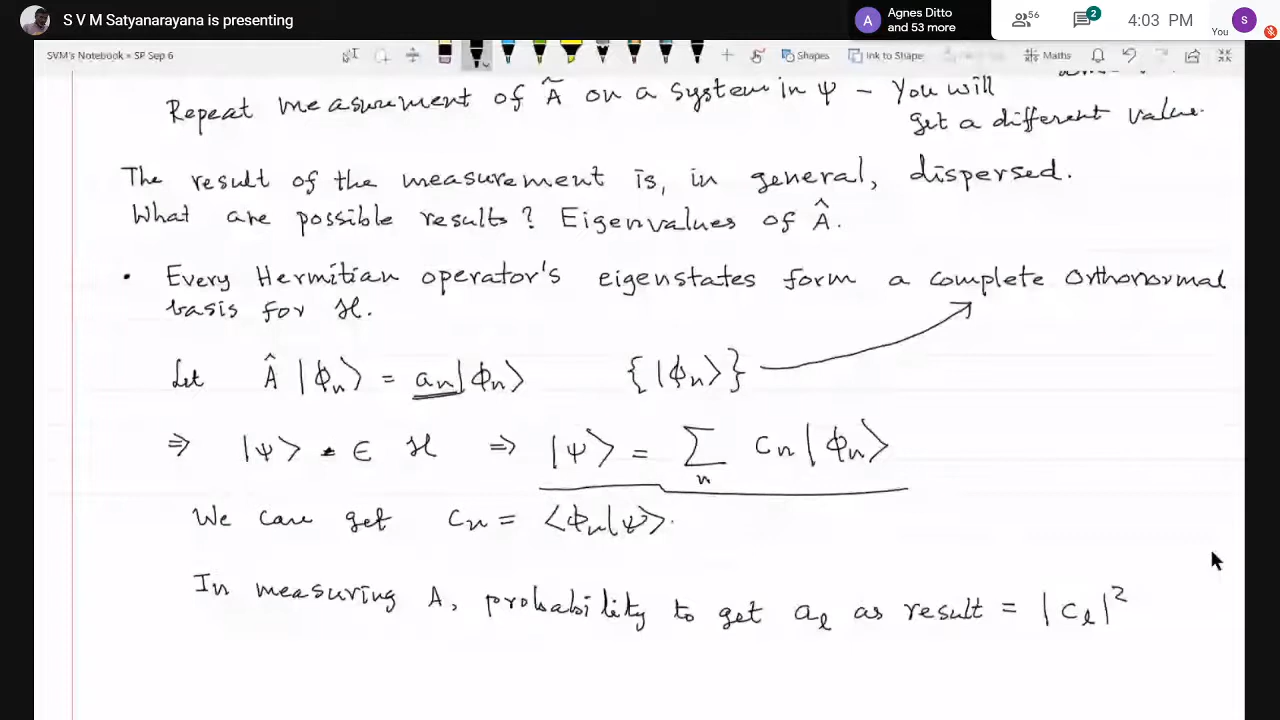 S V M Satyanarayana is presenting
A
Agnes Ditto
and 53 more
56
2
4:03 PM
S
You
SVM's Notebook » SP Sep 6
Shapes
Ink to Shape
Maths
Repeat measurement of Ã on a system in ψ – You will
get a different value.
The result of the measurement is, in general, dispersed.
What are possible results? Eigenvalues of Â.
• Every Hermitian operator's eigenstates form a complete orthonormal
basis for ℋ.
Let Â |ϕₙ⟩ = aₙ|ϕₙ⟩ {|ϕₙ⟩}
⇒ |ψ⟩ ∈ ℋ ⇒ |ψ⟩ = ∑ₙ cₙ|ϕₙ⟩
We can get cₙ = ⟨ϕₙ|ψ⟩.
In measuring A, probability to get aₗ as result = |cₗ|²